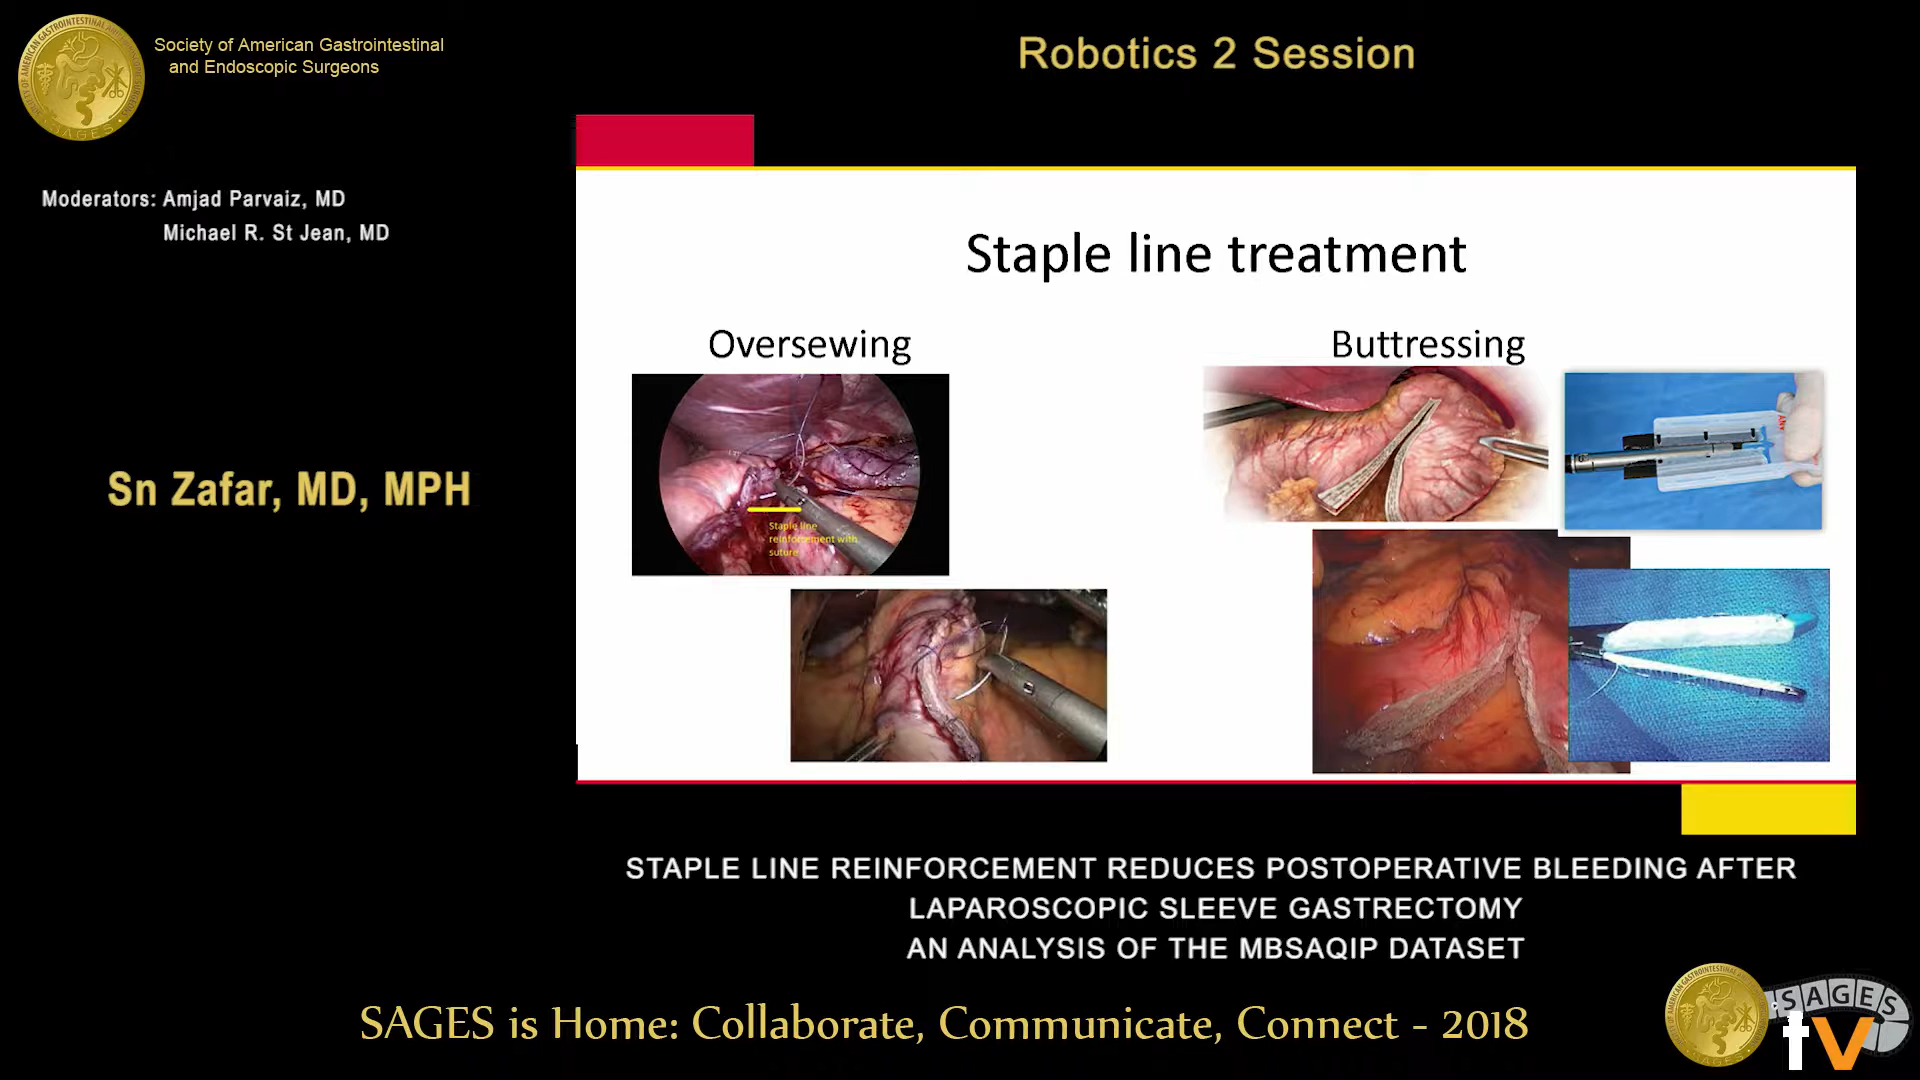 Society of American Gastrointestinal
and Endoscopic Surgeons
Robotics 2 Session
Moderators: Amjad Parvaiz, MD
Michael R. St Jean, MD
Sn Zafar, MD, MPH
Staple line treatment
Oversewing
Buttressing
Staple line
reinforcement with
suture
STAPLE LINE REINFORCEMENT REDUCES POSTOPERATIVE BLEEDING AFTER
LAPAROSCOPIC SLEEVE GASTRECTOMY
AN ANALYSIS OF THE MBSAQIP DATASET
SAGES is Home: Collaborate, Communicate, Connect - 2018
SAGES
tv